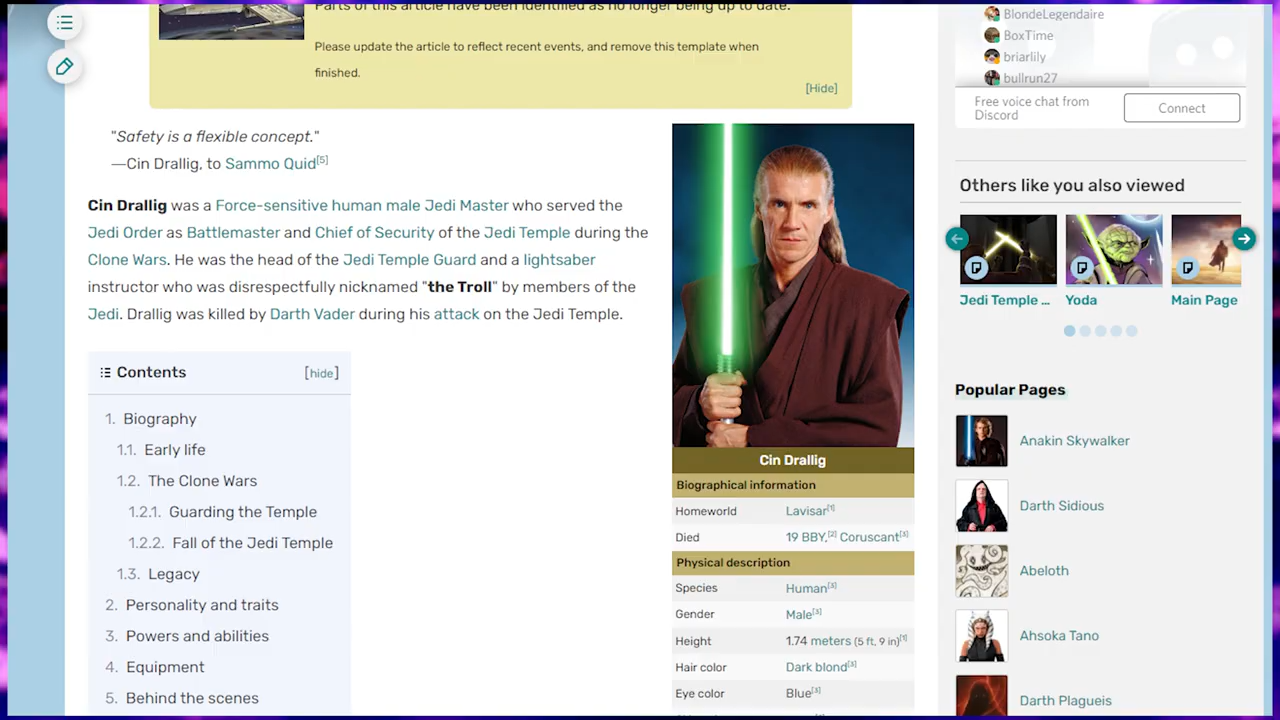 Parts of this article have been identified as no longer being up to date.
Please update the article to reflect recent events, and remove this template when
finished.
[Hide]
"Safety is a flexible concept."
―Cin Drallig, to Sammo Quid[5]
Cin Drallig was a Force-sensitive human male Jedi Master who served the
Jedi Order as Battlemaster and Chief of Security of the Jedi Temple during the
Clone Wars. He was the head of the Jedi Temple Guard and a lightsaber
instructor who was disrespectfully nicknamed "the Troll" by members of the
Jedi. Drallig was killed by Darth Vader during his attack on the Jedi Temple.
Contents [hide]
1. Biography
1.1. Early life
1.2. The Clone Wars
1.2.1. Guarding the Temple
1.2.2. Fall of the Jedi Temple
1.3. Legacy
2. Personality and traits
3. Powers and abilities
4. Equipment
5. Behind the scenes
Cin Drallig
Biographical information
Homeworld Lavisar[1]
Died 19 BBY,[2] Coruscant[3]
Physical description
Species Human[3]
Gender Male[3]
Height 1.74 meters (5 ft, 9 in)[1]
Hair color Dark blond[3]
Eye color Blue[3]
BlondeLegendaire
BoxTime
briarlily
bullrun27
Free voice chat from
Discord
Connect
Others like you also viewed
Jedi Temple ... Yoda Main Page
Popular Pages
Anakin Skywalker
Darth Sidious
Abeloth
Ahsoka Tano
Darth Plagueis